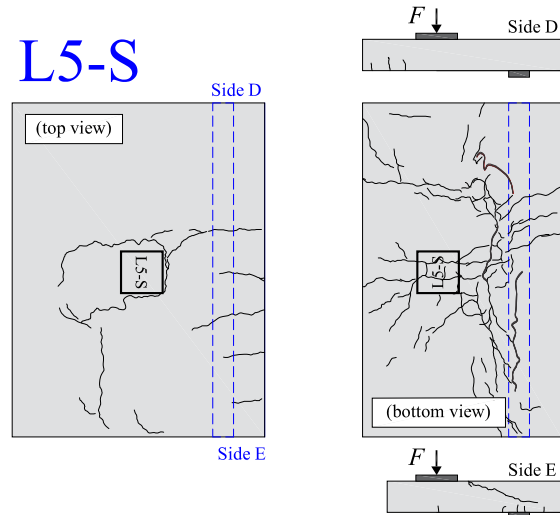 F
Side D
L5-S
Side D
(top view)
L5-S
L5-S
(bottom view)
Side E
F
Side E